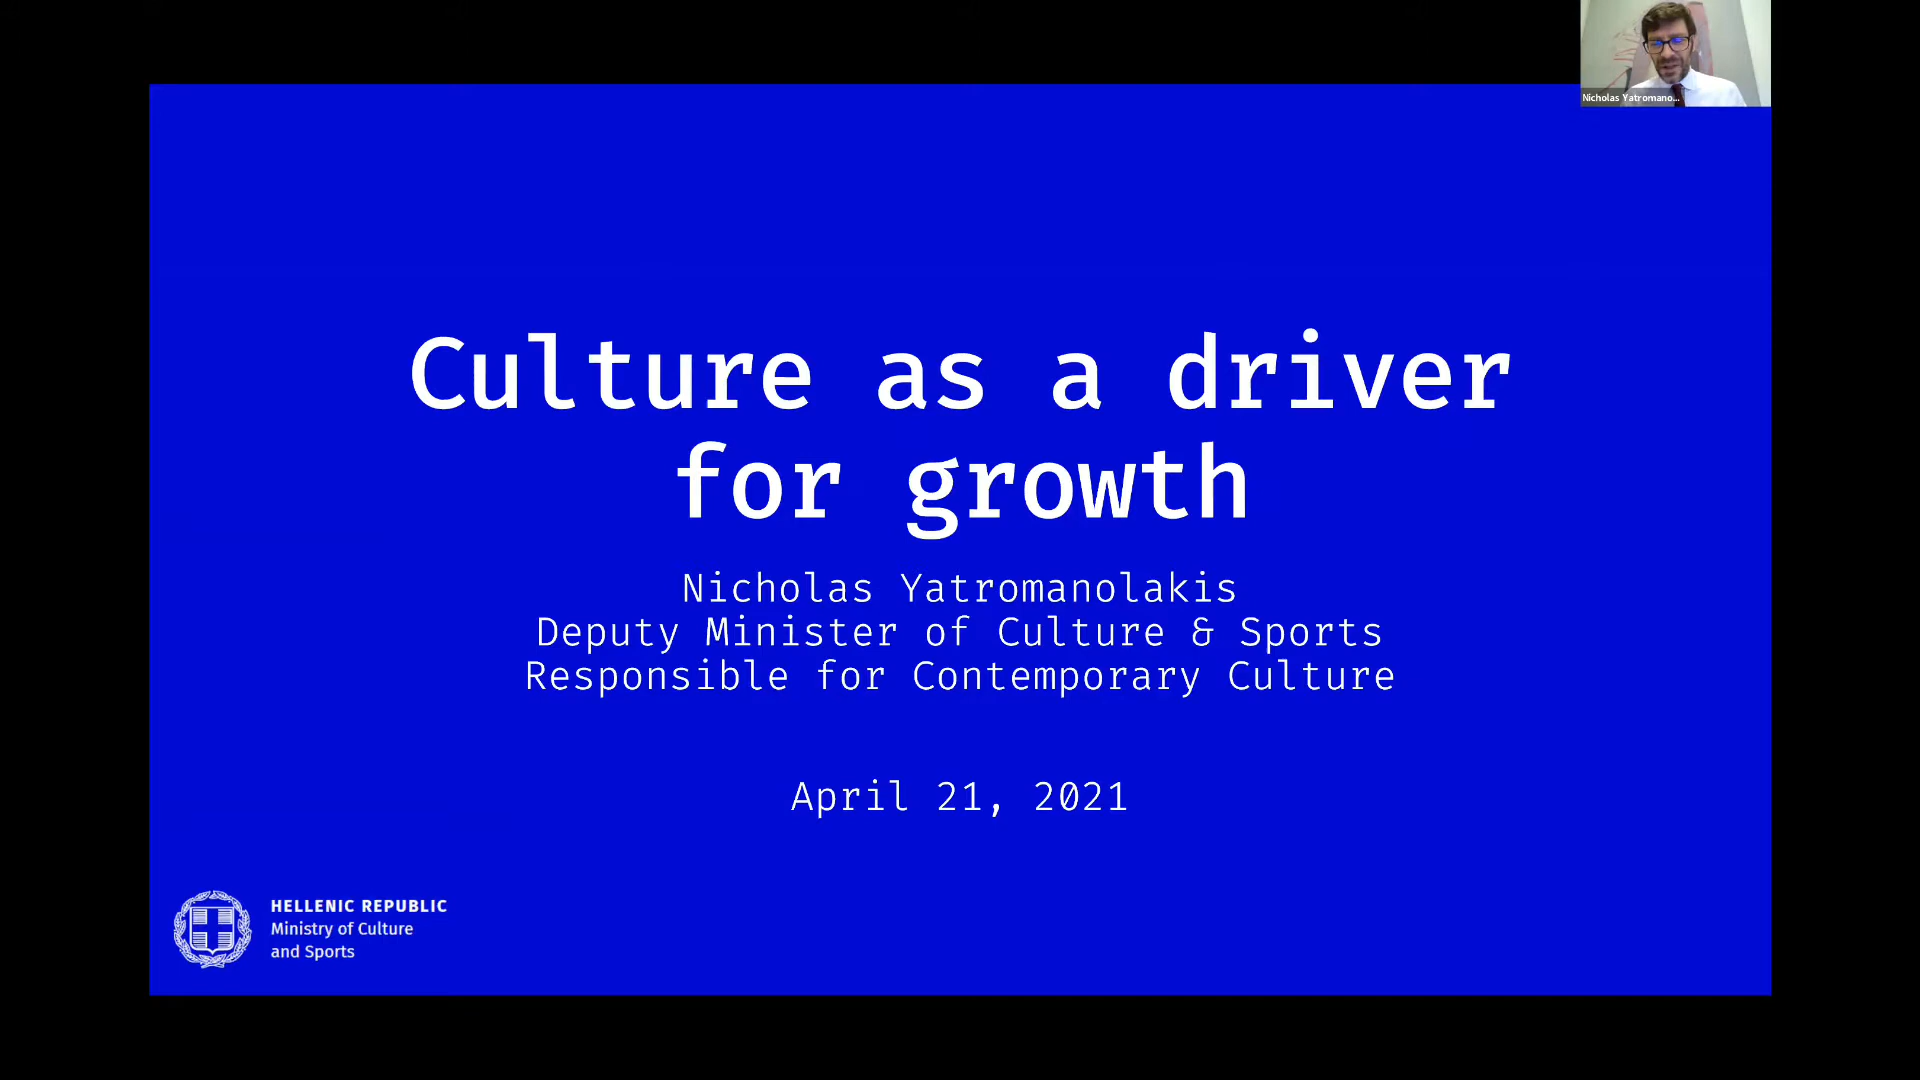 Nicholas Yatromano...
Culture as a driver
for growth
Nicholas Yatromanolakis
Deputy Minister of Culture & Sports
Responsible for Contemporary Culture
April 21, 2021
HELLENIC REPUBLIC
Ministry of Culture
and Sports